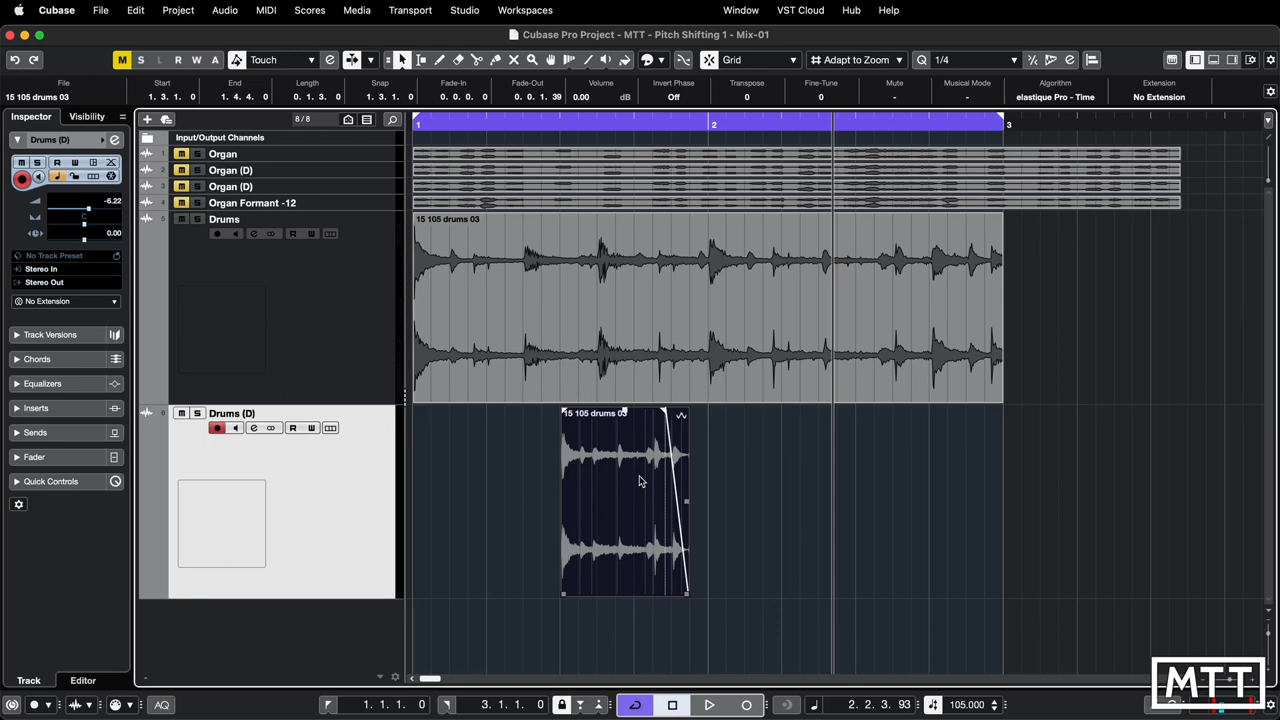 Cubase File Edit Project Audio MIDI Scores Media Transport Studio Workspaces Window VST Cloud Hub Help
Cubase Pro Project - MTT - Pitch Shifting 1 - Mix-01
M S L R W A Touch Grid Adapt to Zoom Q 1/4
File Start End Length Snap Fade-In Fade-Out Volume Invert Phase Transpose Fine-Tune Mute Musical Mode Algorithm Extension
15 105 drums 03 1. 3. 1. 0 1. 4. 4. 0 0. 1. 3. 0 1. 3. 1. 0 0. 0. 0. 0 0. 0. 1. 39 0.00 dB Off 0 0 - - elastique Pro - Time No Extension
Inspector Visibility
8/8
1 2 3
Drums (D)
Input/Output Channels
M S R W
1 M S Organ
2 M S Organ (D)
3 M S Organ (D)
4 M S Organ Formant -12
5 M S Drums
15 105 drums 03
R W
-6.22
C
0.00
No Track Preset
Stereo In
Stereo Out
No Extension
Track Versions
Chords
Equalizers
Inserts
Sends
Fader
Quick Controls
6 M S Drums (D)
15 105 drums 03
R W
Track Editor
MTT
AQ
1. 1. 1. 0
1. 2. 3. 93